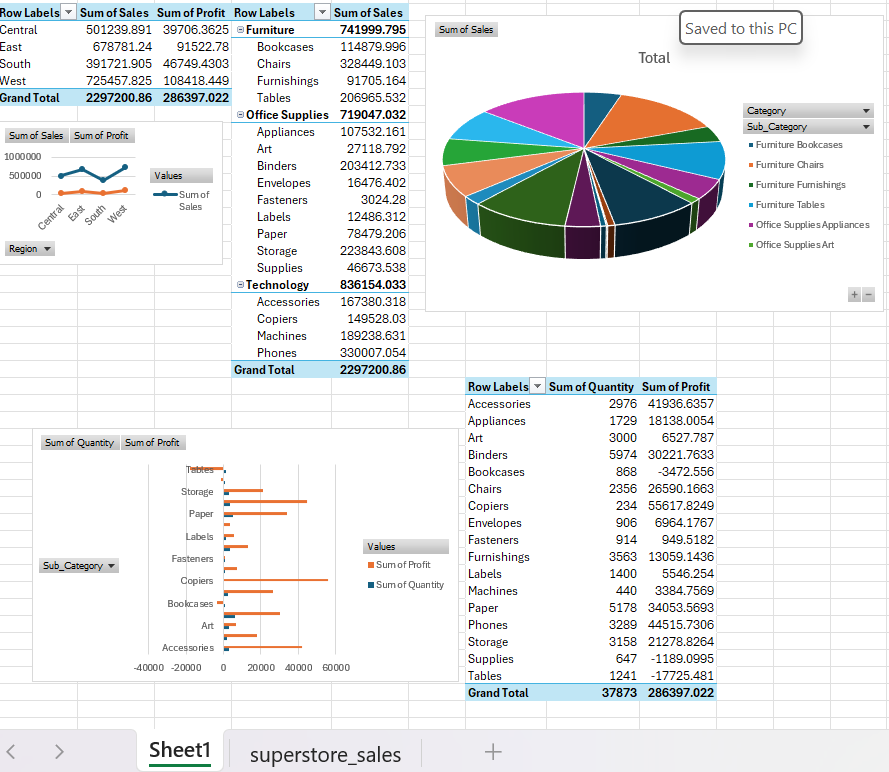 Row Labels Sum of Sales Sum of Profit
Central 501239.891 39706.3625
East 678781.24 91522.78
South 391721.905 46749.4303
West 725457.825 108418.449
Grand Total 2297200.86 286397.022
Row Labels Sum of Sales
Furniture 741999.795
Bookcases 114879.996
Chairs 328449.103
Furnishings 91705.164
Tables 206965.532
Office Supplies 719047.032
Appliances 107532.161
Art 27118.792
Binders 203412.733
Envelopes 16476.402
Fasteners 3024.28
Labels 12486.312
Paper 78479.206
Storage 223843.608
Supplies 46673.538
Technology 836154.033
Accessories 167380.318
Copiers 149528.03
Machines 189238.631
Phones 330007.054
Grand Total 2297200.86
Sum of Sales
Saved to this PC
Total
Category
Sub_Category
Furniture Bookcases
Furniture Chairs
Furniture Furnishings
Furniture Tables
Office Supplies Appliances
Office Supplies Art
Sum of Sales Sum of Profit
1000000
500000
0
Central East South West
Values
Sum of
Sales
Region
Row Labels Sum of Quantity Sum of Profit
Accessories 2976 41936.6357
Appliances 1729 18138.0054
Art 3000 6527.787
Binders 5974 30221.7633
Bookcases 868 -3472.556
Chairs 2356 26590.1663
Copiers 234 55617.8249
Envelopes 906 6964.1767
Fasteners 914 949.5182
Furnishings 3563 13059.1436
Labels 1400 5546.254
Machines 440 3384.7569
Paper 5178 34053.5693
Phones 3289 44515.7306
Storage 3158 21278.8264
Supplies 647 -1189.0995
Tables 1241 -17725.481
Grand Total 37873 286397.022
Sum of Quantity Sum of Profit
Tables
Storage
Paper
Labels
Fasteners
Copiers
Bookcases
Art
Accessories
-40000 -20000 0 20000 40000 60000
Sub_Category
Values
Sum of Profit
Sum of Quantity
Sheet1 superstore_sales